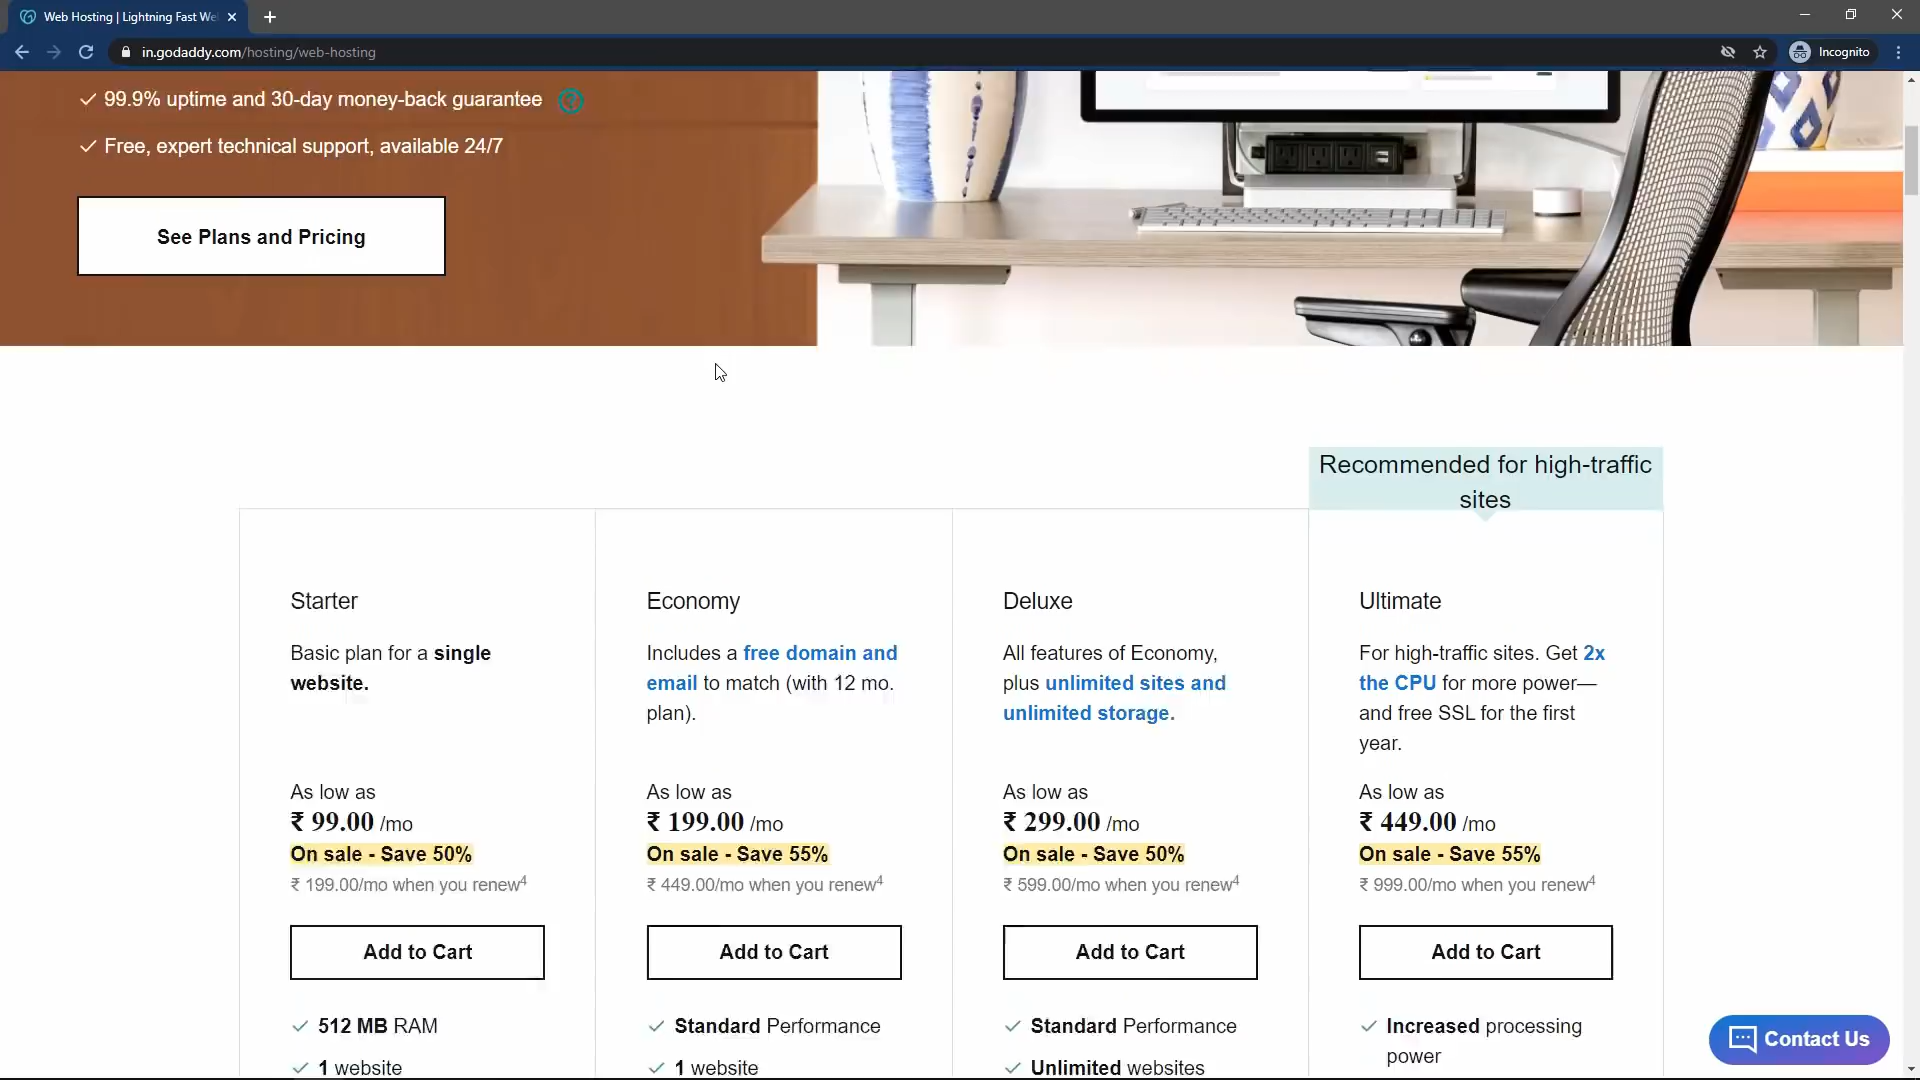 Web Hosting | Lightning Fast We
in.godaddy.com/hosting/web-hosting
Incognito
99.9% uptime and 30-day money-back guarantee ?
Free, expert technical support, available 24/7
See Plans and Pricing
Recommended for high-traffic
sites
Starter
Basic plan for a single
website.
As low as
₹ 99.00 /mo
On sale - Save 50%
₹ 199.00/mo when you renew4
Add to Cart
512 MB RAM
1 website
Economy
Includes a free domain and
email to match (with 12 mo.
plan).
As low as
₹ 199.00 /mo
On sale - Save 55%
₹ 449.00/mo when you renew4
Add to Cart
Standard Performance
1 website
Deluxe
All features of Economy,
plus unlimited sites and
unlimited storage.
As low as
₹ 299.00 /mo
On sale - Save 50%
₹ 599.00/mo when you renew4
Add to Cart
Standard Performance
Unlimited websites
Ultimate
For high-traffic sites. Get 2x
the CPU for more power—
and free SSL for the first
year.
As low as
₹ 449.00 /mo
On sale - Save 55%
₹ 999.00/mo when you renew4
Add to Cart
Increased processing
power
Contact Us